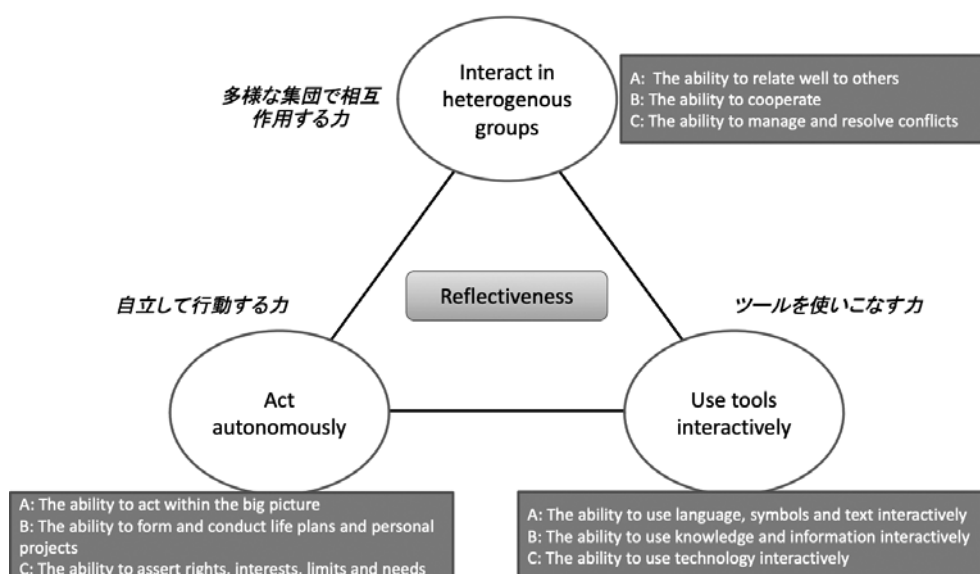 Interact in
heterogenous
groups
多様な集団で相互
作用する力
A: The ability to relate well to others
B: The ability to cooperate
C: The ability to manage and resolve conflicts
Reflectiveness
自立して行動する力
ツールを使いこなす力
Act
autonomously
Use tools
interactively
A: The ability to act within the big picture
B: The ability to form and conduct life plans and personal
projects
C: The ability to assert rights, interests, limits and needs
A: The ability to use language, symbols and text interactively
B: The ability to use knowledge and information interactively
C: The ability to use technology interactively